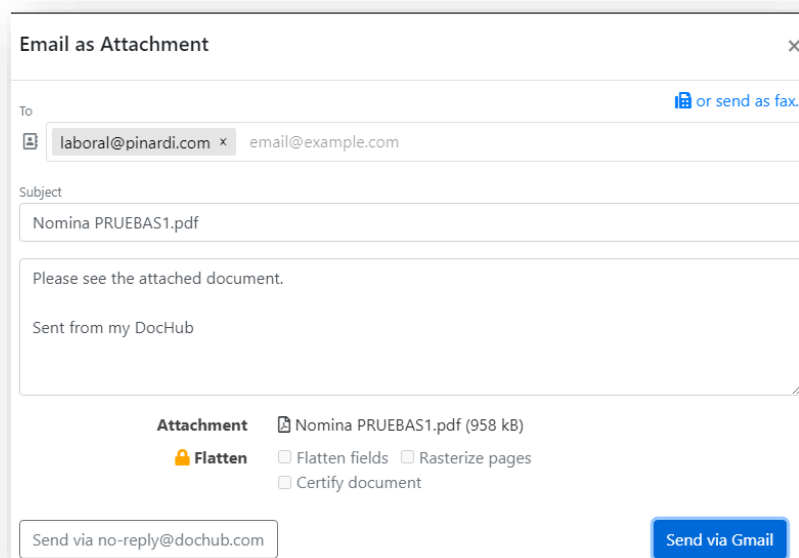 Email as Attachment ×
or send as fax.
To
laboral@pinardi.com × email@example.com
Subject
Nomina PRUEBAS1.pdf
Please see the attached document.
Sent from my DocHub
Attachment Nomina PRUEBAS1.pdf (958 kB)
Flatten Flatten fields Rasterize pages
Certify document
Send via no-reply@dochub.com Send via Gmail